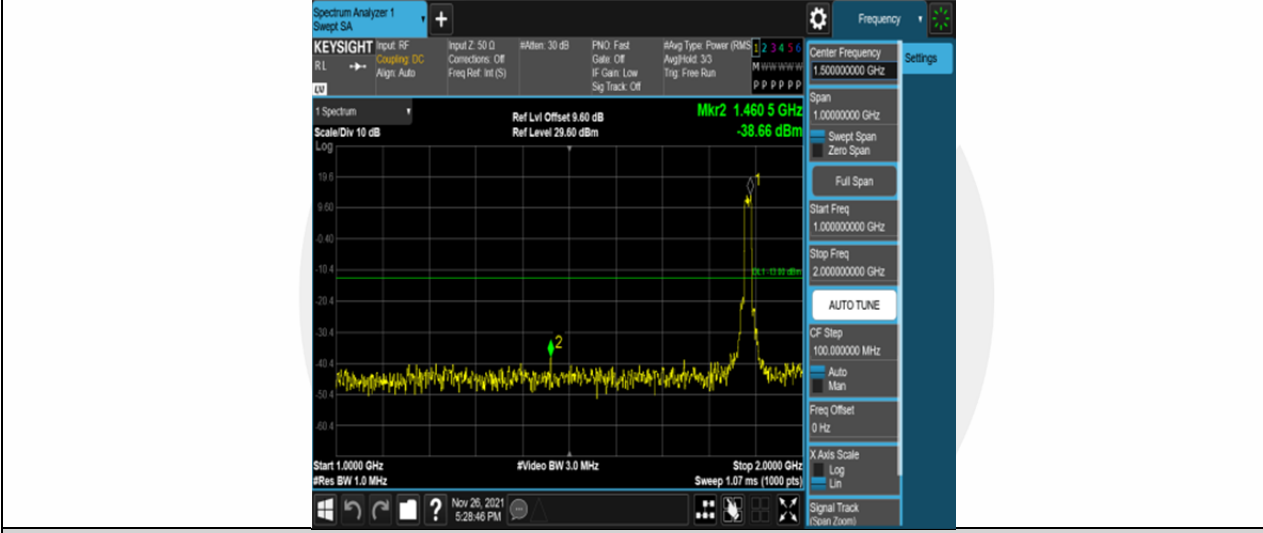 Spectrum Analyzer 1
Swept SA
+
Frequency
KEYSIGHT
RL
Input: RF
Coupling: DC
Align: Auto
Input Z: 50 Ω
Corrections: Off
Freq Ref: Int (S)
#Atten: 30 dB
PNO: Fast
Gate: Off
IF Gain: Low
Sig Track: Off
#Avg Type: Power (RMS
Avg|Hold: 3/3
Trig: Free Run
1 2 3 4 5 6
M W W W W W
P P P P P P
1 Spectrum
Scale/Div 10 dB
Log
Ref Lvl Offset 9.60 dB
Ref Level 29.60 dBm
Mkr2 1.460 5 GHz
-38.66 dBm
19.6
9.60
-0.40
-10.4
-20.4
-30.4
-40.4
-50.4
-60.4
1
DL1 -13.00 dBm
2
Start 1.0000 GHz
#Res BW 1.0 MHz
#Video BW 3.0 MHz
Stop 2.0000 GHz
Sweep 1.07 ms (1000 pts)
Center Frequency
1.500000000 GHz
Settings
Span
1.00000000 GHz
Swept Span
Zero Span
Full Span
Start Freq
1.000000000 GHz
Stop Freq
2.000000000 GHz
AUTO TUNE
CF Step
100.000000 MHz
Auto
Man
Freq Offset
0 Hz
X Axis Scale
Log
Lin
Signal Track
(Span Zoom)
?
Nov 26, 2021
5:28:46 PM